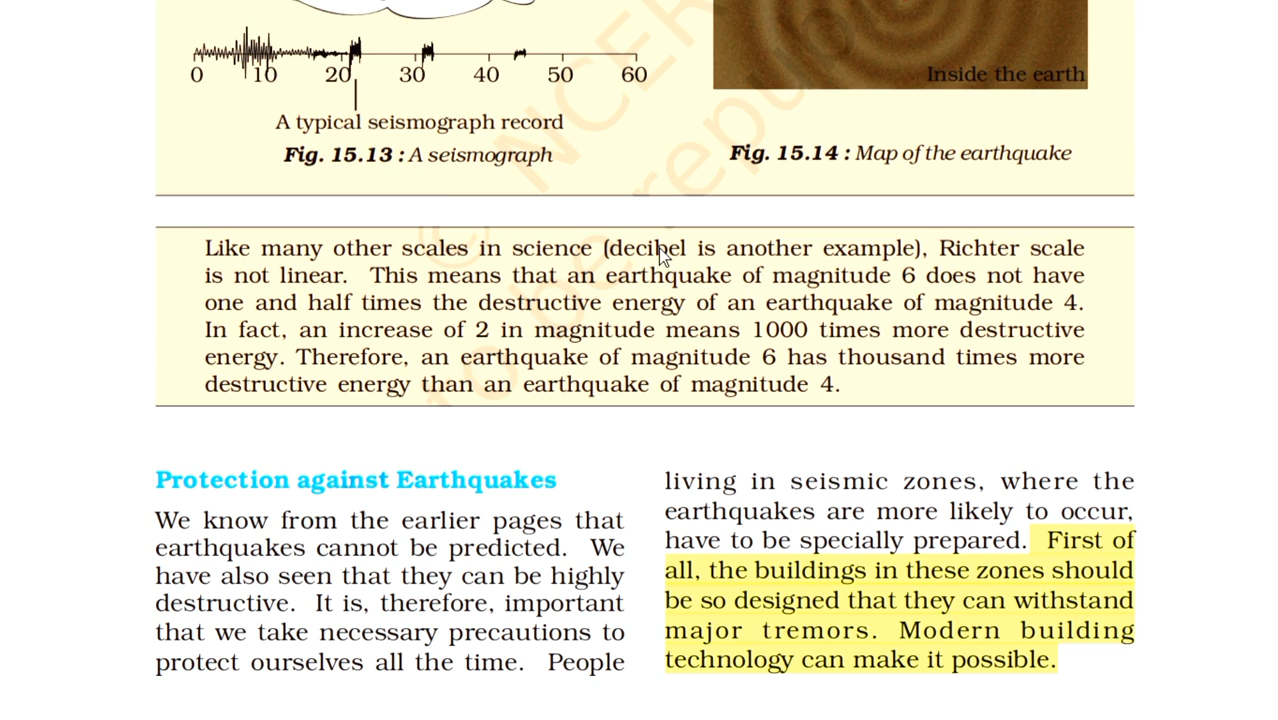 0 10 20 30 40 50 60
A typical seismograph record
Fig. 15.13 : A seismograph
Inside the earth
Fig. 15.14 : Map of the earthquake
Like many other scales in science (decibel is another example), Richter scale
is not linear. This means that an earthquake of magnitude 6 does not have
one and half times the destructive energy of an earthquake of magnitude 4.
In fact, an increase of 2 in magnitude means 1000 times more destructive
energy. Therefore, an earthquake of magnitude 6 has thousand times more
destructive energy than an earthquake of magnitude 4.
Protection against Earthquakes
We know from the earlier pages that
earthquakes cannot be predicted. We
have also seen that they can be highly
destructive. It is, therefore, important
that we take necessary precautions to
protect ourselves all the time. People
living in seismic zones, where the
earthquakes are more likely to occur,
have to be specially prepared. First of
all, the buildings in these zones should
be so designed that they can withstand
major tremors. Modern building
technology can make it possible.
© NCER
to be republ